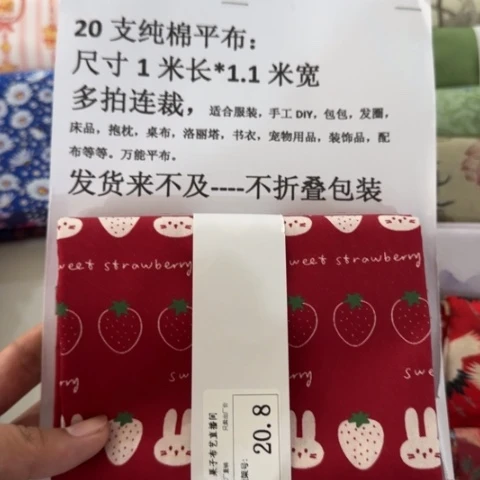 20 支纯棉平布：
尺寸 1 米长*1.1 米宽
多拍连裁，适合服装，手工 DIY，包包，发圈，
床品，抱枕，桌布，洛丽塔，书衣，宠物用品，装饰品，配
布等等。万能平布。
发货来不及----不折叠包装
sweet strawberry
sweet strawberry
20.8